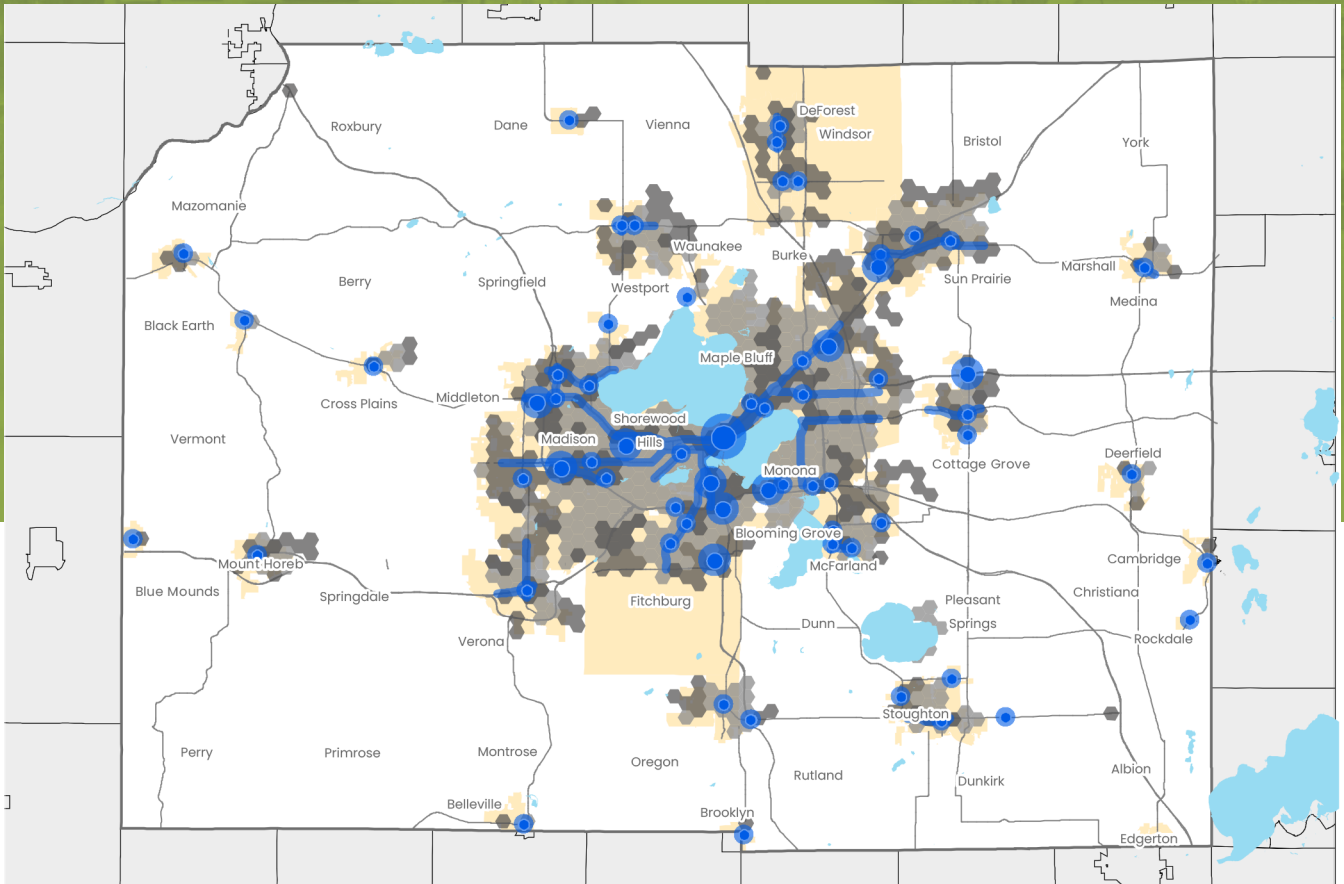 DeForest
Roxbury
Dane
Vienna
Windsor
Bristol
York
Mazomanie
Waunakee
Burke
Marshall
Berry
Springfield
Westport
Sun Prairie
Medina
Black Earth
Maple Bluff
Cross Plains
Middleton
Shorewood
Hills
Vermont
Madison
Deerfield
Cottage Grove
Monona
Blooming Grove
Mount Horeb
McFarland
Cambridge
Blue Mounds
Springdale
Fitchburg
Christiana
Pleasant
Springs
Dunn
Verona
Rockdale
Stoughton
Perry
Primrose
Montrose
Oregon
Rutland
Dunkirk
Albion
Belleville
Brooklyn
Edgerton